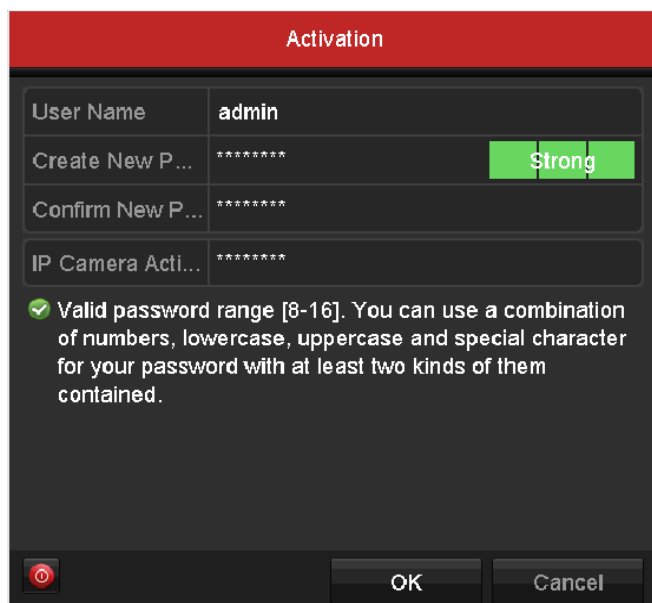 Activation
User Name admin
Create New P... ******** Strong
Confirm New P... ********
IP Camera Acti... ********
Valid password range [8-16]. You can use a combination
of numbers, lowercase, uppercase and special character
for your password with at least two kinds of them
contained.
OK Cancel